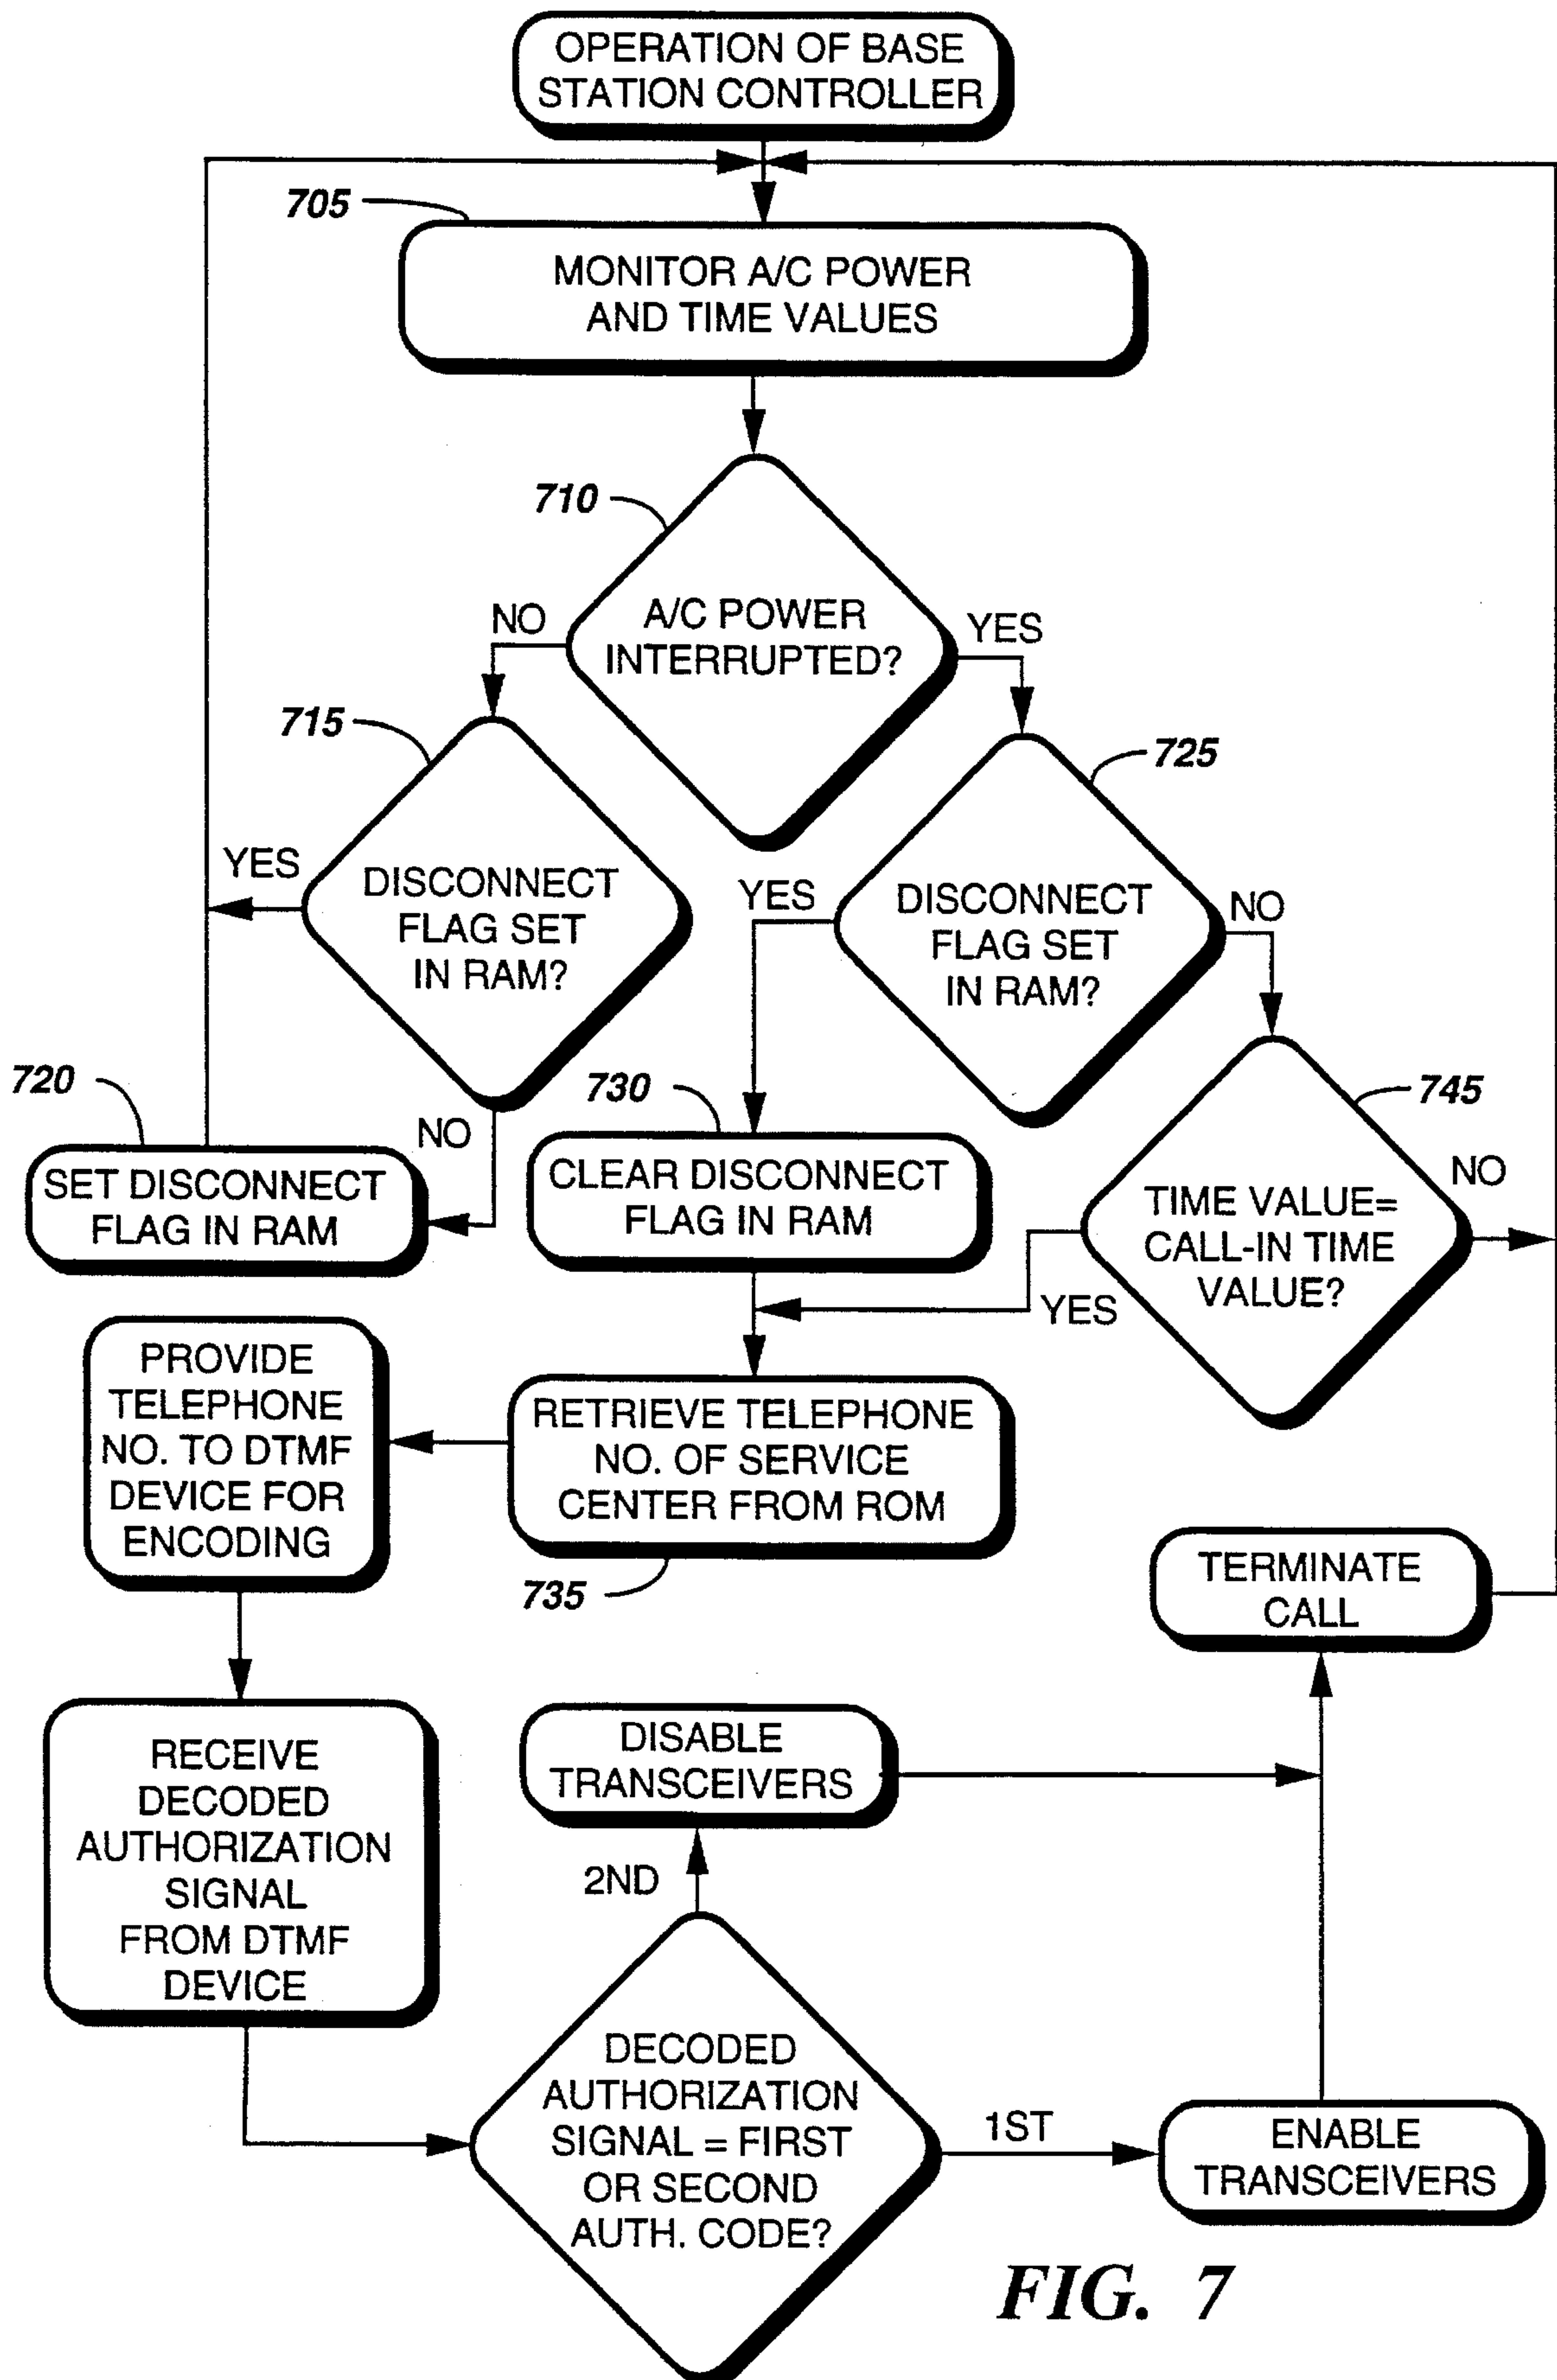 OPERATION OF BASE
STATION CONTROLLER
705
MONITOR A/C POWER
AND TIME VALUES
710
A/C POWER
INTERRUPTED?
NO
YES
715
DISCONNECT
FLAG SET
IN RAM?
YES
NO
725
DISCONNECT
FLAG SET
IN RAM?
YES
NO
720
SET DISCONNECT
FLAG IN RAM
730
CLEAR DISCONNECT
FLAG IN RAM
745
TIME VALUE=
CALL-IN TIME
VALUE?
NO
YES
RETRIEVE TELEPHONE
NO. OF SERVICE
CENTER FROM ROM
735
PROVIDE
TELEPHONE
NO. TO DTMF
DEVICE FOR
ENCODING
RECEIVE
DECODED
AUTHORIZATION
SIGNAL
FROM DTMF
DEVICE
DECODED
AUTHORIZATION
SIGNAL = FIRST
OR SECOND
AUTH. CODE?
2ND
DISABLE
TRANSCEIVERS
1ST
ENABLE
TRANSCEIVERS
TERMINATE
CALL
FIG. 7